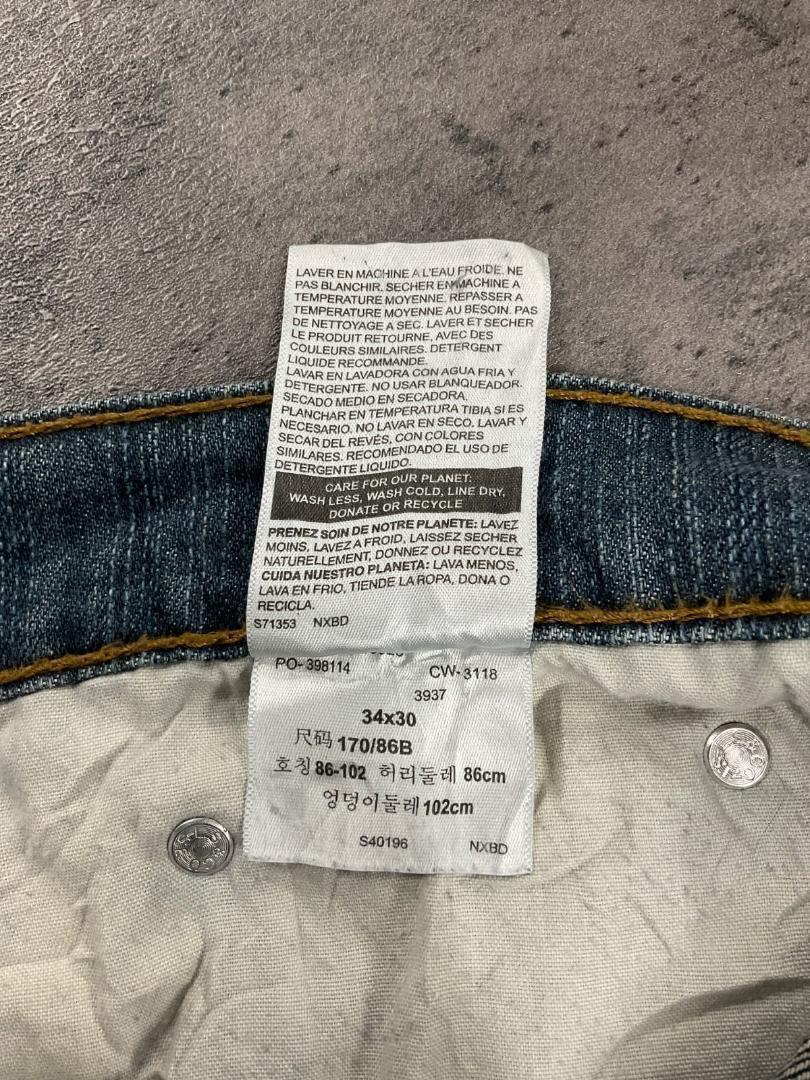 LAVER EN MACHINE A L'EAU FROIDE. NE
PAS BLANCHIR. SECHER EN MACHINE A
TEMPERATURE MOYENNE. REPASSER A
TEMPERATURE MOYENNE AU BESOIN. PAS
DE NETTOYAGE A SEC. LAVER ET SECHER
LE PRODUIT RETOURNE, AVEC DES
COULEURS SIMILAIRES. DETERGENT
LIQUIDE RECOMMANDE.
LAVAR EN LAVADORA CON AGUA FRIA Y
DETERGENTE. NO USAR BLANQUEADOR.
SECADO MEDIO EN SECADORA.
PLANCHAR EN TEMPERATURA TIBIA SI ES
NECESARIO. NO LAVAR EN SECO. LAVAR Y
SECAR DEL REVÉS, CON COLORES
SIMILARES. RECOMENDADO EL USO DE
DETERGENTE LIQUIDO.
CARE FOR OUR PLANET:
WASH LESS, WASH COLD, LINE DRY,
DONATE OR RECYCLE
PRENEZ SOIN DE NOTRE PLANETE: LAVEZ
MOINS, LAVEZ A FROID, LAISSEZ SECHER
NATURELLEMENT, DONNEZ OU RECYCLEZ
CUIDA NUESTRO PLANETA: LAVA MENOS,
LAVA EN FRIO, TIENDE LA ROPA, DONA O
RECICLA.
S71353 NXBD
PO-398114 CW-3118
3937
34x30
尺码 170/86B
호칭 86-102 허리둘레 86cm
엉덩이둘레 102cm
S40196 NXBD